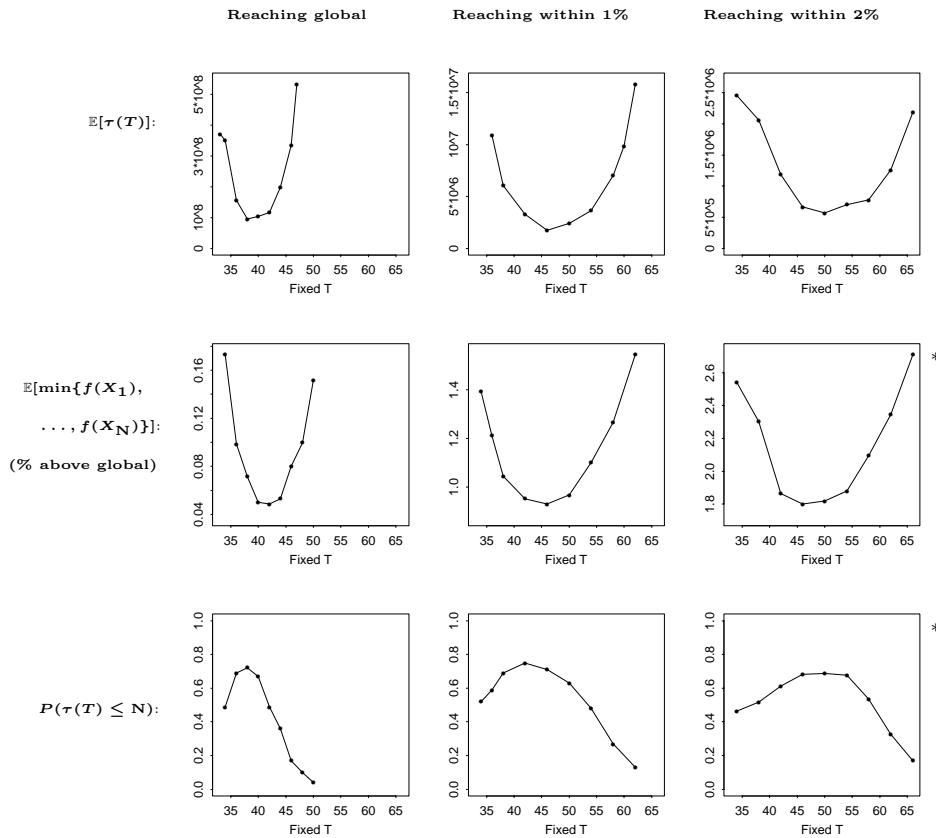 Reaching global Reaching within 1% Reaching within 2%
𝔼[τ(T)]:
0 10^8 3*10^8 5*10^8
35 40 45 50 55 60 65
Fixed T
0 5*10^6 10^7 1.5*10^7
35 40 45 50 55 60 65
Fixed T
0 5*10^5 1.5*10^6 2.5*10^6
35 40 45 50 55 60 65
Fixed T
𝔼[min{f(X1),
..., f(XN)}]:
(% above global)
0.04 0.08 0.12 0.16
35 40 45 50 55 60 65
Fixed T
1.0 1.2 1.4
35 40 45 50 55 60 65
Fixed T
1.8 2.0 2.2 2.4 2.6
35 40 45 50 55 60 65
Fixed T
*
P(τ(T) ≤ N):
0.0 0.2 0.4 0.6 0.8 1.0
35 40 45 50 55 60 65
Fixed T
0.0 0.2 0.4 0.6 0.8 1.0
35 40 45 50 55 60 65
Fixed T
0.0 0.2 0.4 0.6 0.8 1.0
35 40 45 50 55 60 65
Fixed T
*